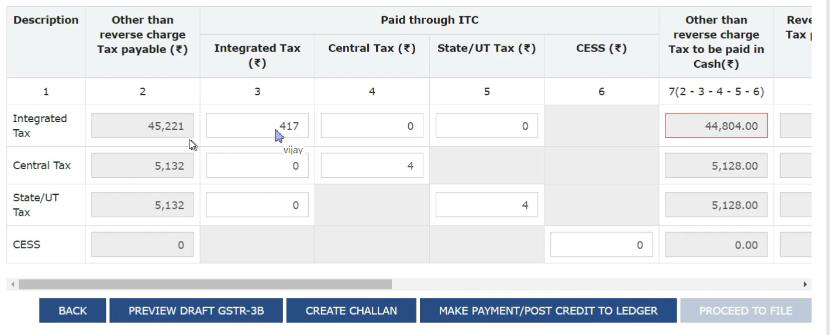 Description
Other than
reverse charge
Tax payable (₹)
Paid through ITC
Integrated Tax
(₹)
Central Tax (₹)
State/UT Tax (₹)
CESS (₹)
Other than
reverse charge
Tax to be paid in
Cash(₹)
Reve
Tax
1 2 3 4 5 6 7(2 - 3 - 4 - 5 - 6)
Integrated
Tax
45,221 417 0 0 44,804.00
vijay
Central Tax 5,132 0 4 5,128.00
State/UT
Tax
5,132 0 4 5,128.00
CESS 0 0 0.00
BACK PREVIEW DRAFT GSTR-3B CREATE CHALLAN MAKE PAYMENT/POST CREDIT TO LEDGER PROCEED TO FILE